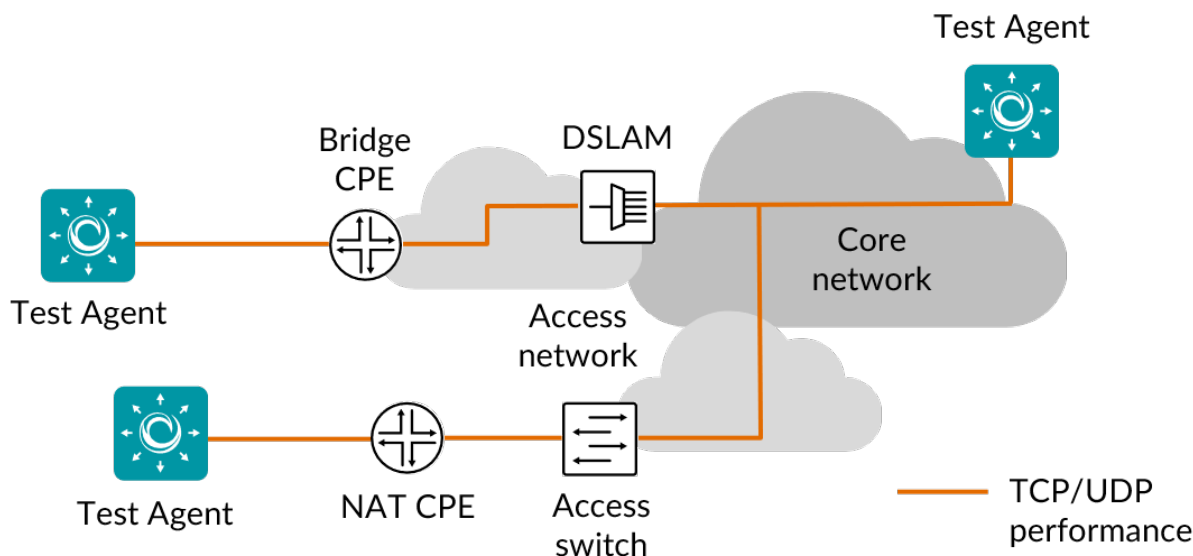 Test Agent
Bridge
CPE
DSLAM
Core
network
Test Agent
Access
network
Test Agent
NAT CPE
Access
switch
TCP/UDP
performance